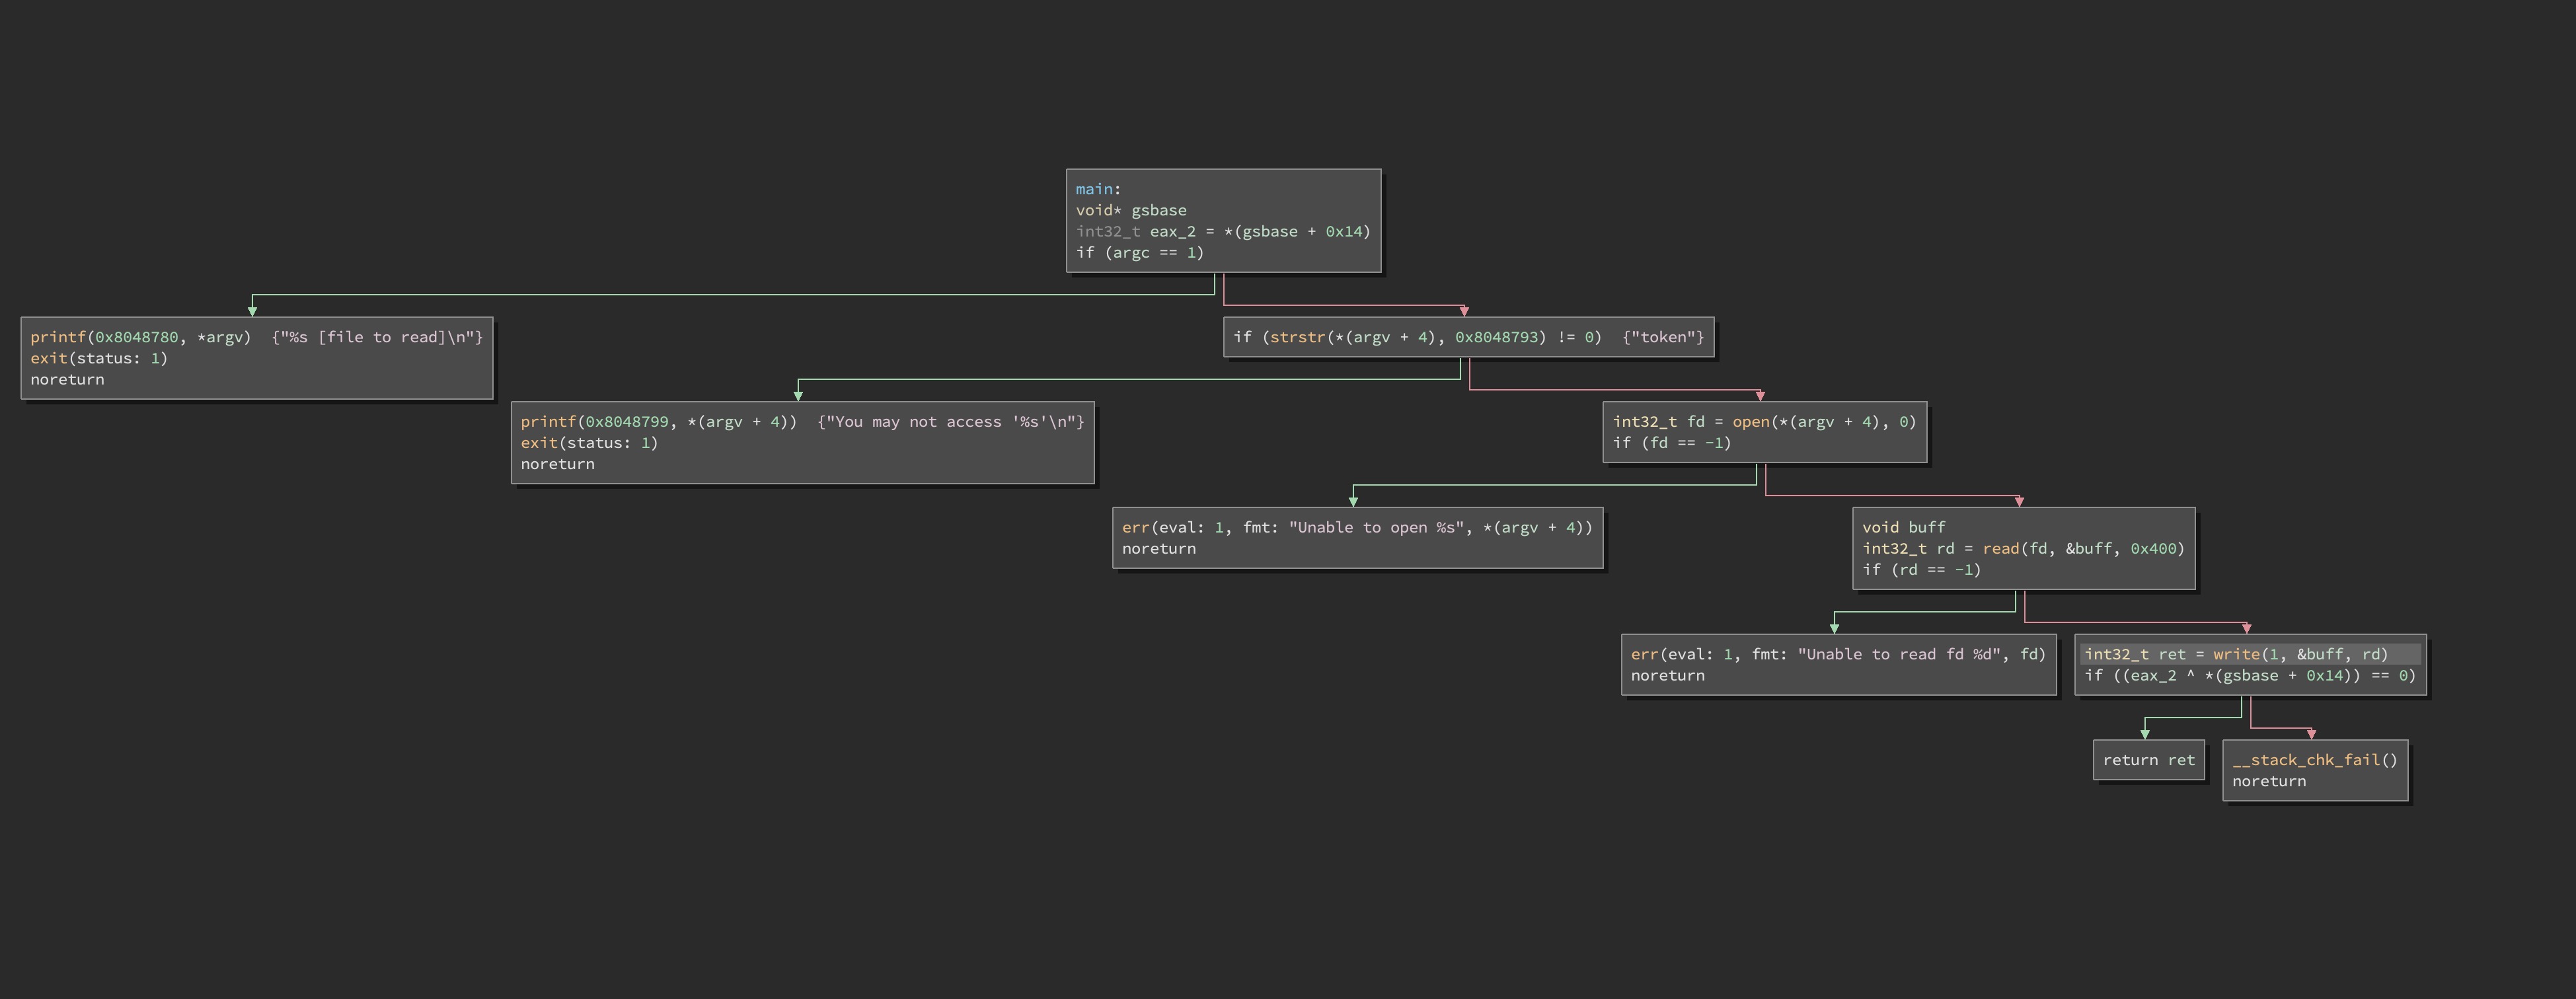 main:
void* gsbase
int32_t eax_2 = *(gsbase + 0x14)
if (argc == 1)
printf(0x8048780, *argv)  {"%s [file to read]\n"}
exit(status: 1)
noreturn
if (strstr(*(argv + 4), 0x8048793) != 0)  {"token"}
printf(0x8048799, *(argv + 4))  {"You may not access '%s'\n"}
exit(status: 1)
noreturn
int32_t fd = open(*(argv + 4), 0)
if (fd == -1)
err(eval: 1, fmt: "Unable to open %s", *(argv + 4))
noreturn
void buff
int32_t rd = read(fd, &buff, 0x400)
if (rd == -1)
err(eval: 1, fmt: "Unable to read fd %d", fd)
noreturn
int32_t ret = write(1, &buff, rd)
if ((eax_2 ^ *(gsbase + 0x14)) == 0)
return ret
__stack_chk_fail()
noreturn